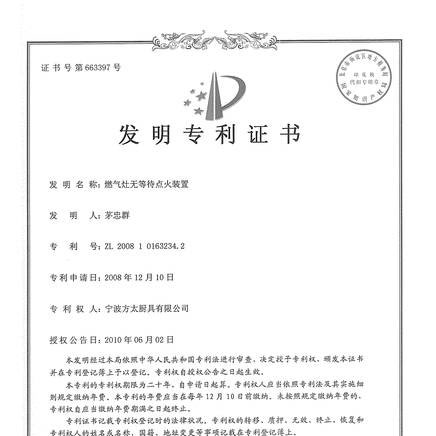 证书号第663397号
发明专利证书
发 明 名 称：燃气灶无等待点火装置
发 明 人：茅忠群
专 利 号：ZL 2008 1 0163234.2
专利申请日：2008年12月10日
专 利 权 人：宁波方太厨具有限公司
授权公告日：2010年06月02日
本发明经过本局依照中华人民共和国专利法进行审查，决定授予专利权，颁发本证书
并在专利登记簿上予以登记。专利权自授权公告之日起生效。
本专利的专利权期限为二十年，自申请日起算。专利权人应当依照专利法及其实施细
则规定缴纳年费。本专利的年费应当在每年12月10日前缴纳。未按照规定缴纳年费的，
专利权自应当缴纳年费期满之日起终止。
专利证书记载专利权登记时的法律状况。专利权的转移、质押、无效、终止、恢复和
专利权人的姓名或名称、国籍、地址变更等事项记载在专利登记簿上。